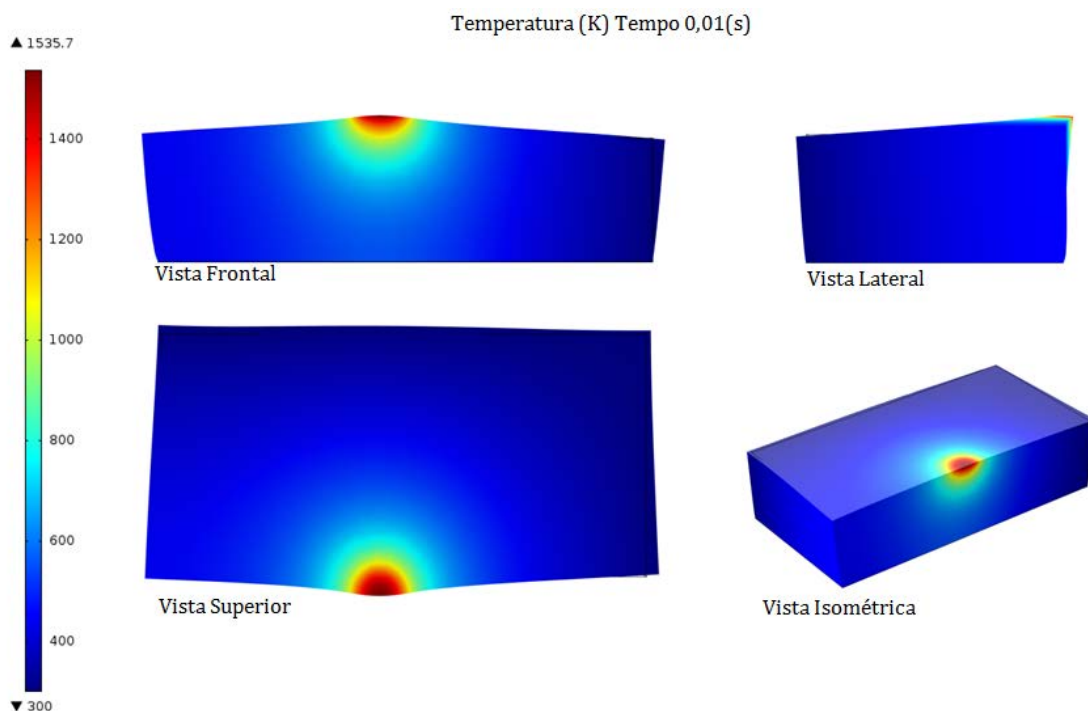 Temperatura (K) Tempo 0,01(s)
▲ 1535.7
1400
1200
1000
800
600
400
▼ 300
Vista Frontal
Vista Lateral
Vista Superior
Vista Isométrica